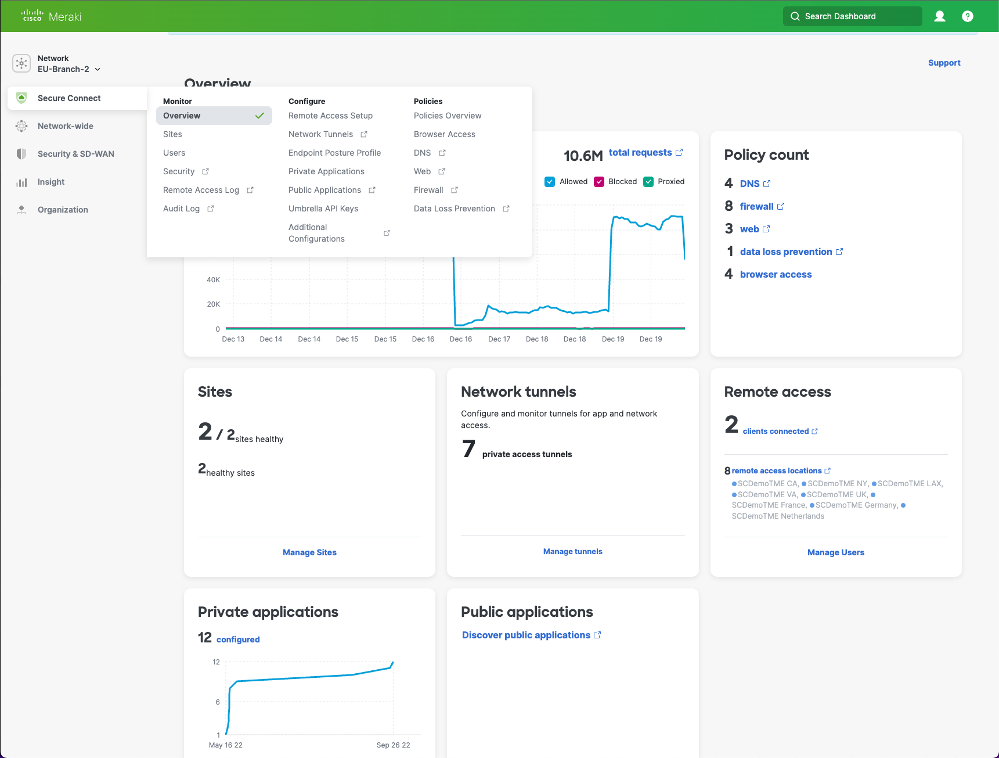 cisco Meraki
Search Dashboard
Network
EU-Branch-2
Support
Overview
Secure Connect
Network-wide
Security & SD-WAN
Insight
Organization
Monitor
Overview
Sites
Users
Security
Remote Access Log
Audit Log
Configure
Remote Access Setup
Network Tunnels
Endpoint Posture Profile
Private Applications
Public Applications
Umbrella API Keys
Additional
Configurations
Policies
Policies Overview
Browser Access
DNS
Web
Firewall
Data Loss Prevention
10.6M total requests
Allowed Blocked Proxied
40K
20K
0
Dec 13 Dec 14 Dec 14 Dec 15 Dec 15 Dec 16 Dec 16 Dec 17 Dec 18 Dec 18 Dec 19 Dec 19
Policy count
4 DNS
8 firewall
3 web
1 data loss prevention
4 browser access
Sites
2 / 2 sites healthy
2 healthy sites
Manage Sites
Network tunnels
Configure and monitor tunnels for app and network
access.
7 private access tunnels
Manage tunnels
Remote access
2 clients connected
8 remote access locations
SCDemoTME CA, SCDemoTME NY, SCDemoTME LAX,
SCDemoTME VA, SCDemoTME UK,
SCDemoTME France, SCDemoTME Germany,
SCDemoTME Netherlands
Manage Users
Private applications
12 configured
12
6
1
May 16 22 Sep 26 22
Public applications
Discover public applications